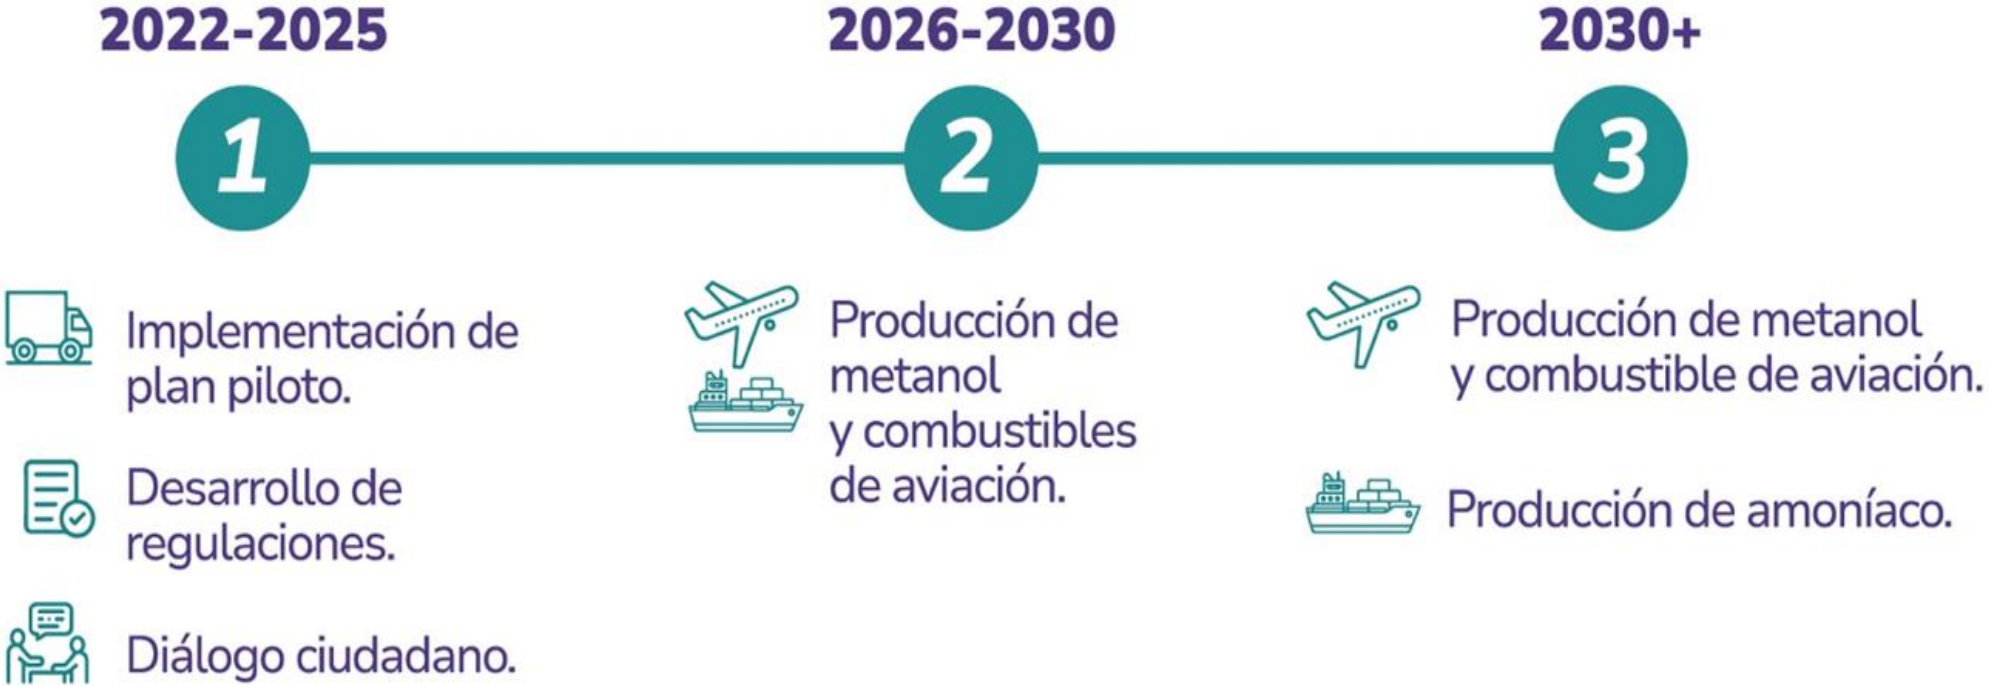 2022-2025
1
Implementación de
plan piloto.
Desarrollo de
regulaciones.
Diálogo ciudadano.
2026-2030
2
Producción de
metanol
y combustibles
de aviación.
2030+
3
Producción de metanol
y combustible de aviación.
Producción de amoníaco.